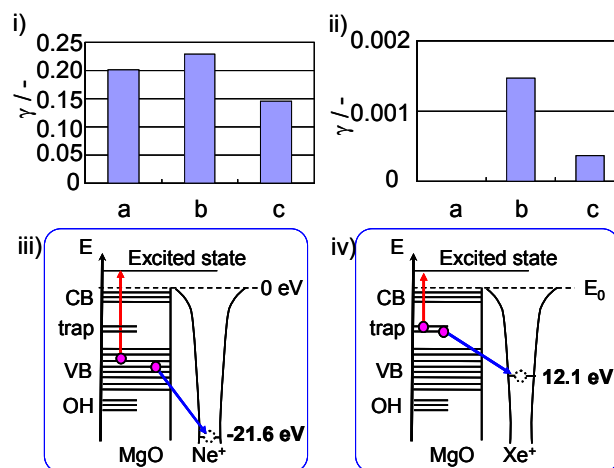 i)
γ / -
0.25
0.20
0.15
0.10
0.05
0
a b c
ii)
γ / -
0.002
0.001
0
a b c
iii)
E
Excited state
0 eV
CB
trap
VB
OH
-21.6 eV
MgO Ne+
iv)
E
Excited state
E0
CB
trap
VB
12.1 eV
OH
MgO Xe+